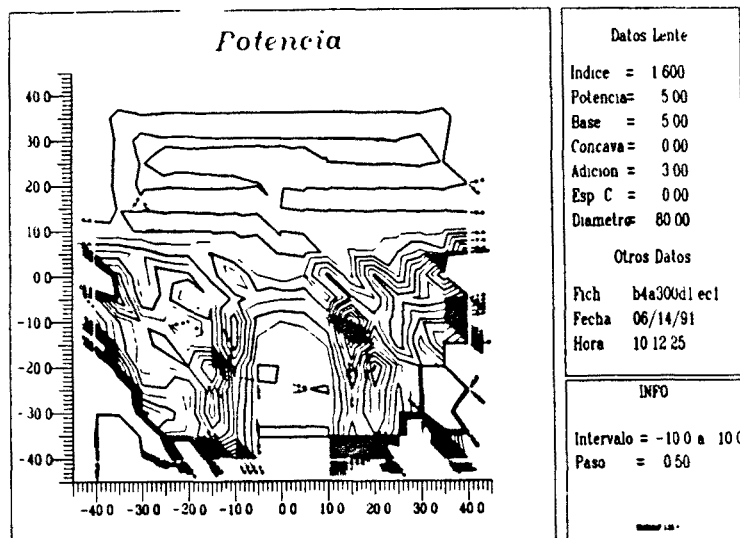 Potencia
40 0
30 0
20 0
10 0
0 0
-10 0
-20 0
-30 0
-40 0
-40 0 -30 0 -20 0 -10 0 0 0 10 0 20 0 30 0 40 0
Datos Lente
Indice = 1 600
Potencia= 5 00
Base = 5 00
Concava = 0 00
Adicion = 3 00
Esp C = 0 00
Diametro= 80 00
Otros Datos
Fich b4a300d1 ec1
Fecha 06/14/91
Hora 10 12 25
INFO
Intervalo = -10 0 a 10 0
Paso = 0 50